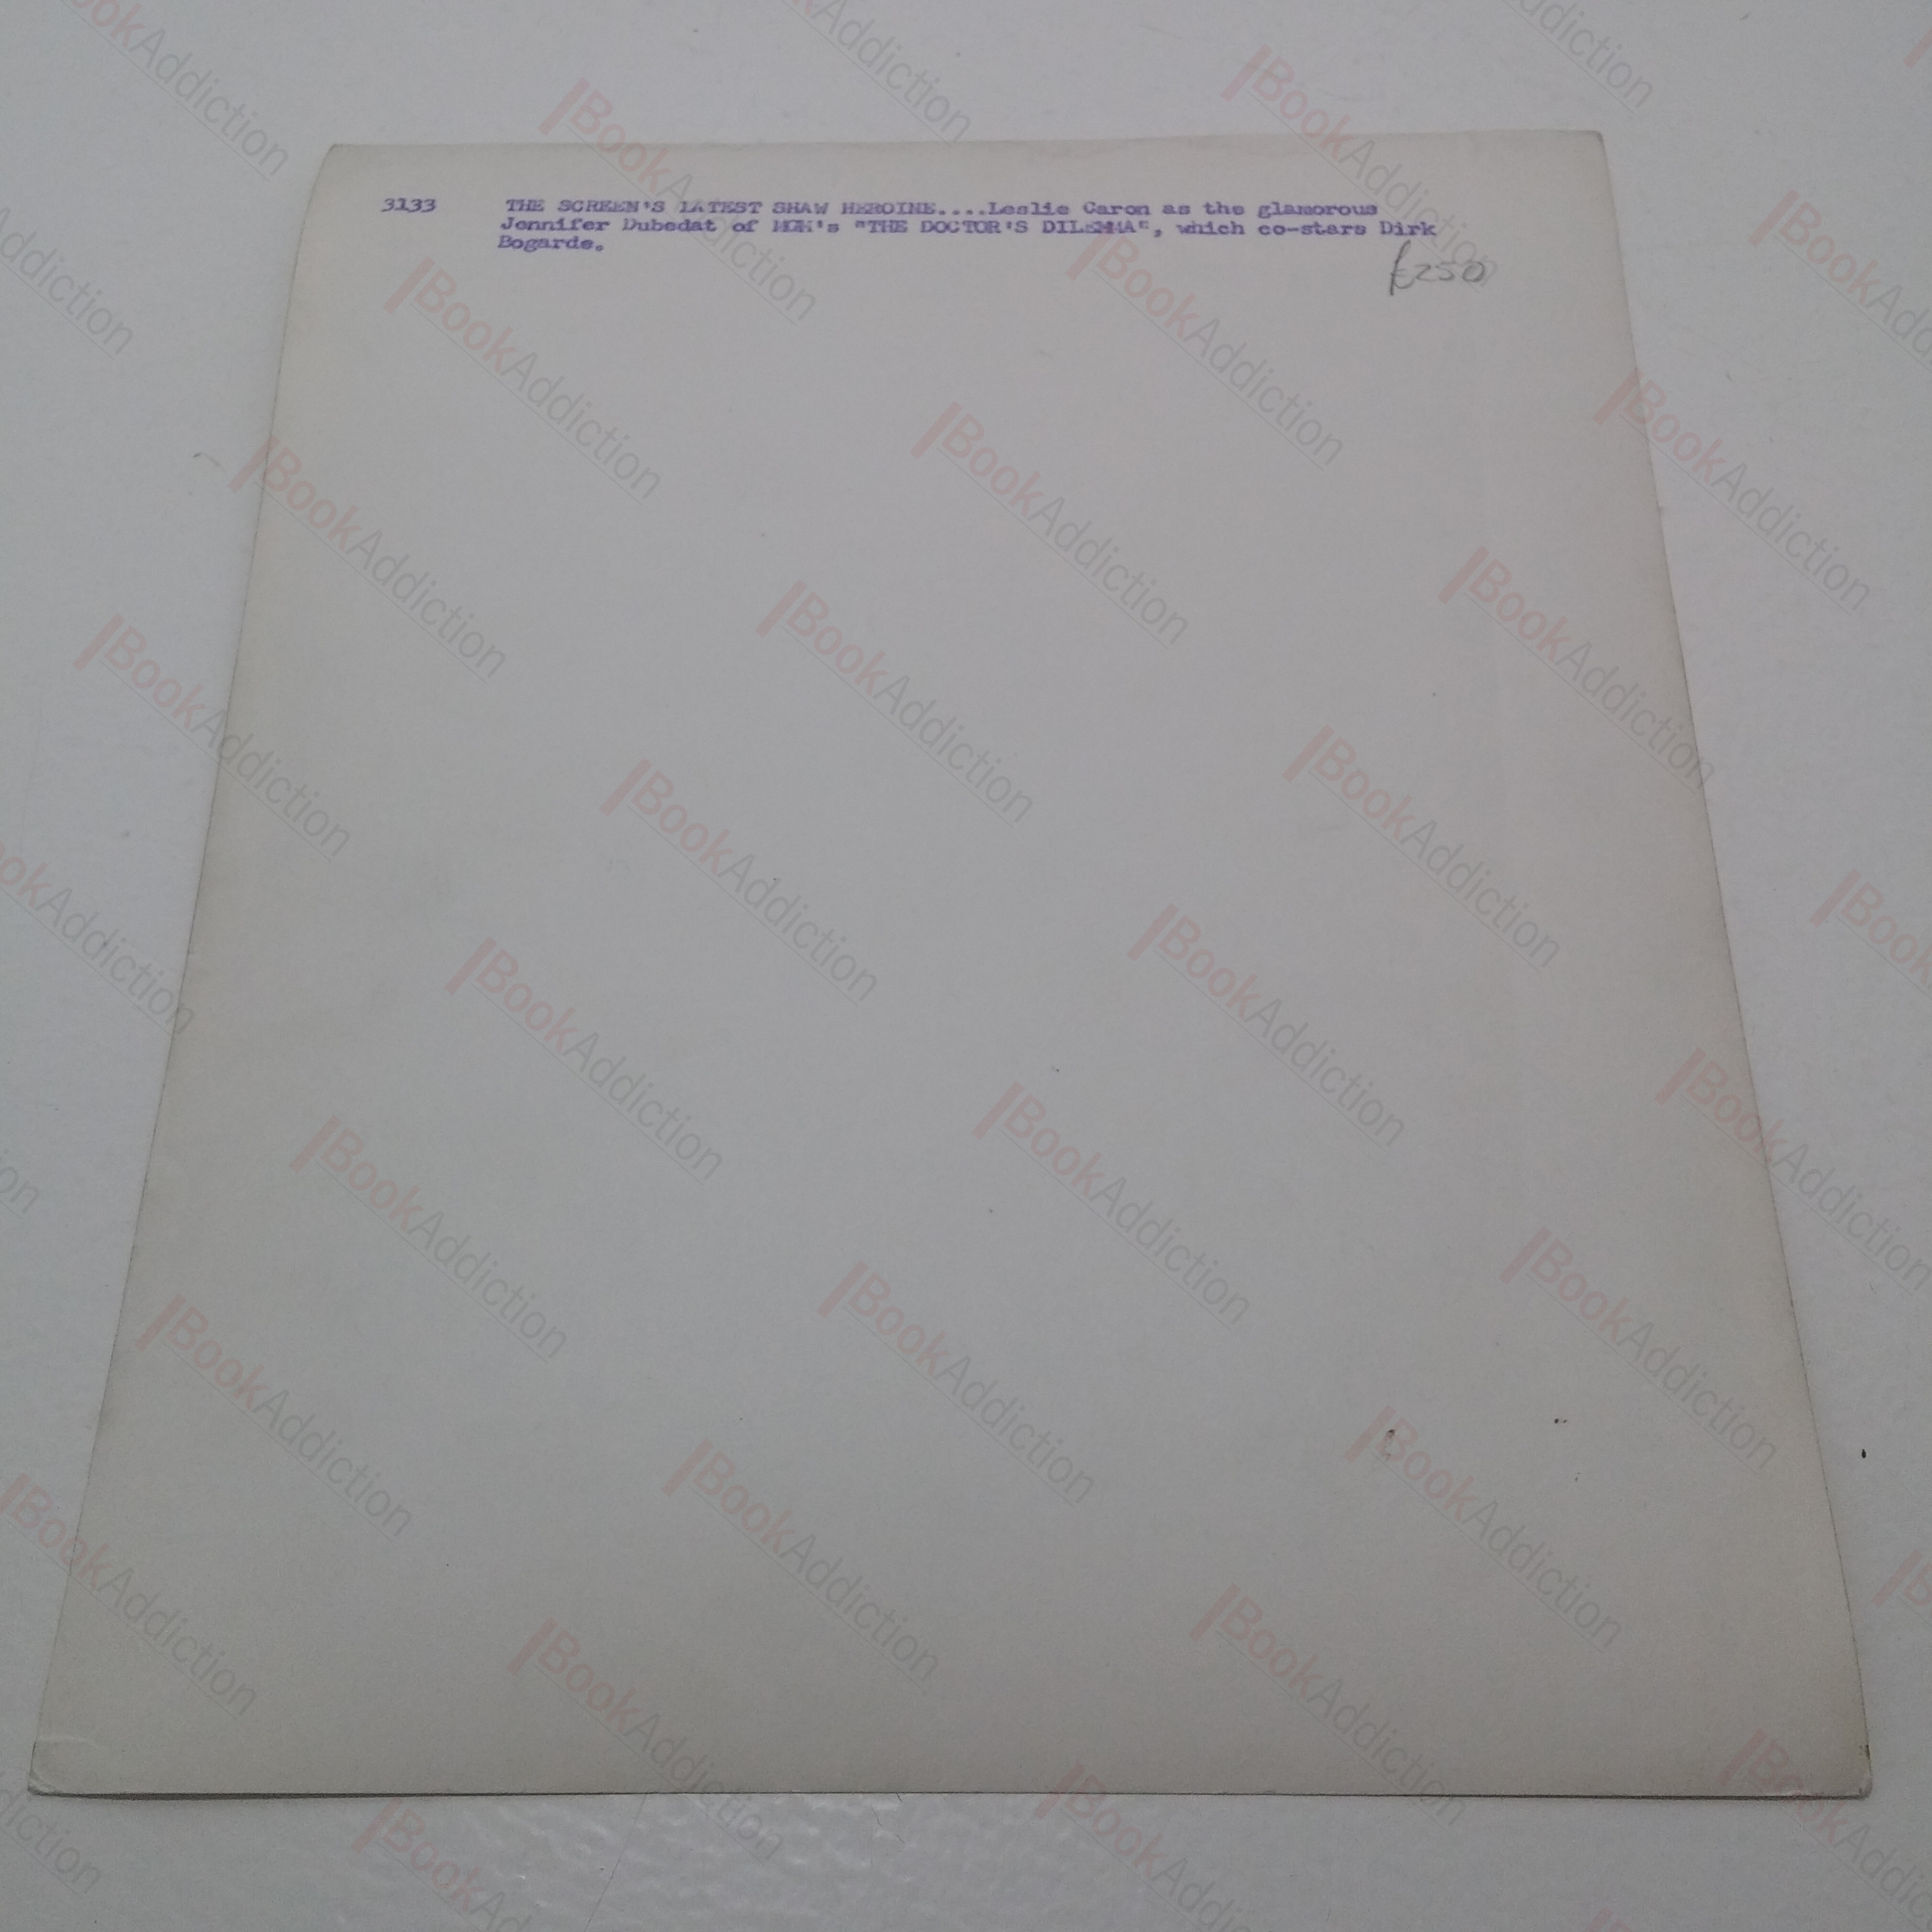 3133 THE SCREEN'S LATEST SHAW HEROINE....Leslie Caron as the glamorous
Jennifer Dubedat of MGM's "THE DOCTOR'S DILEMMA", which co-stars Dirk
Bogarde.
£250
BookAddiction